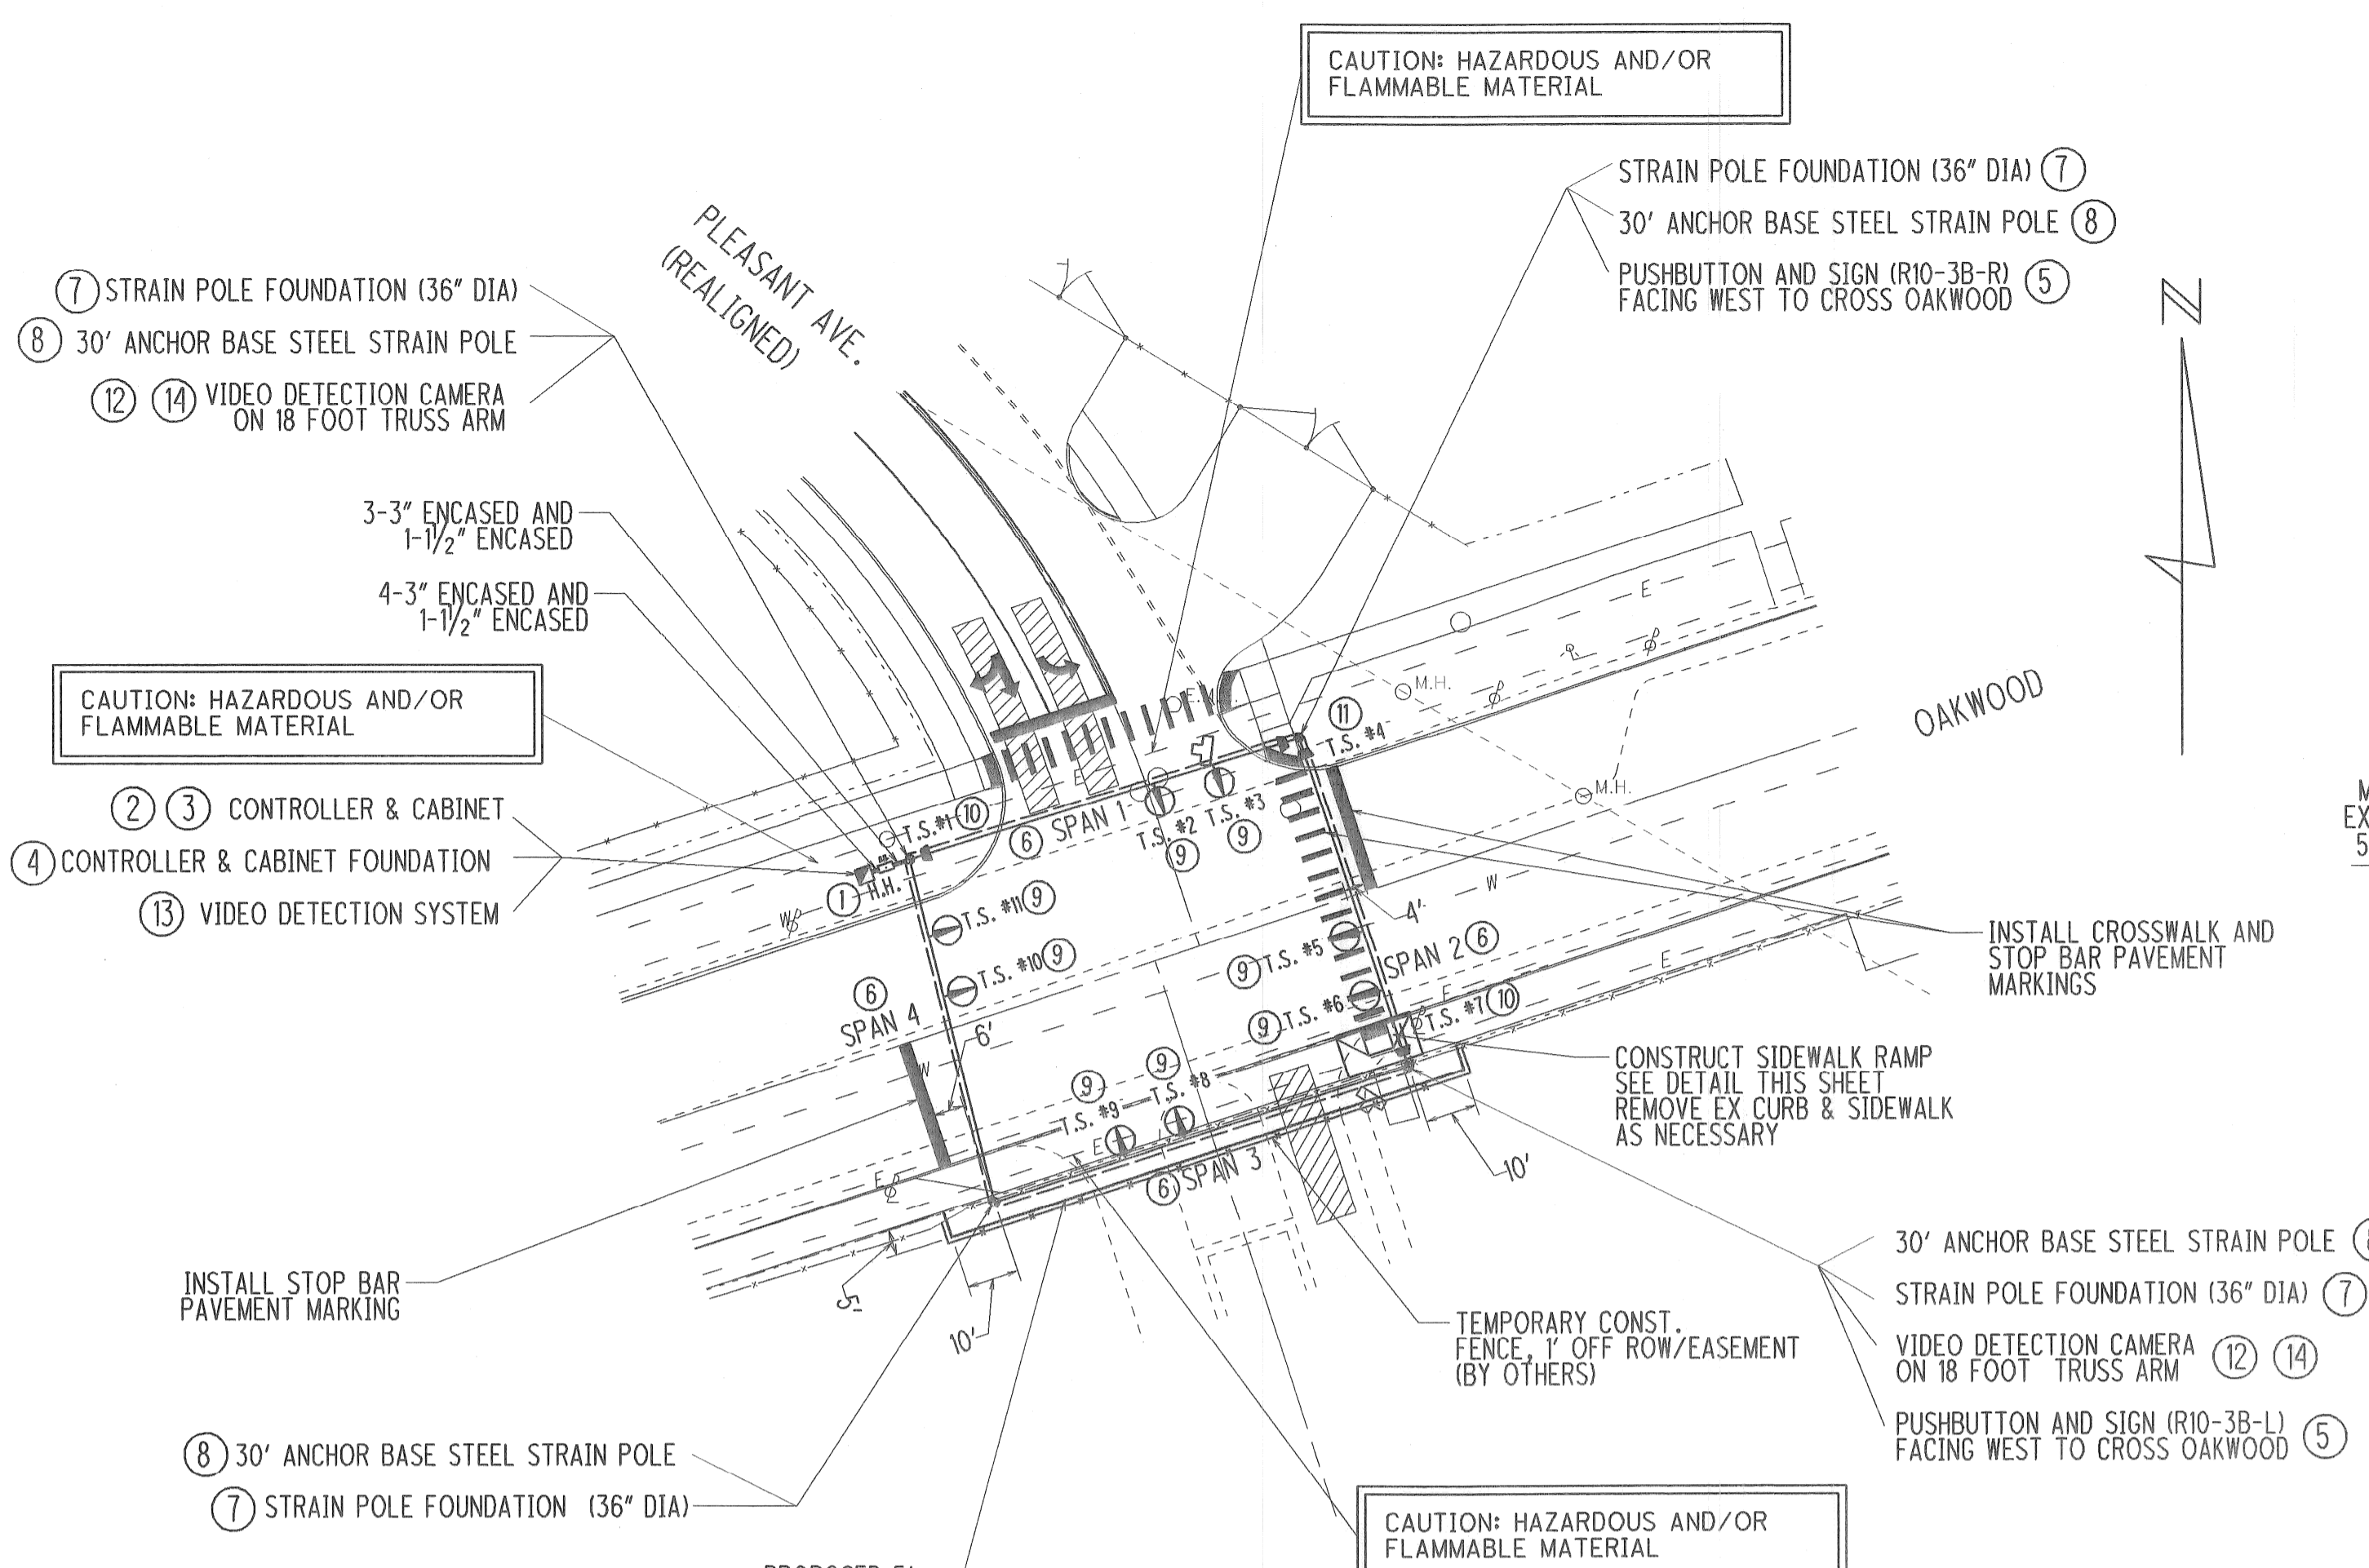 CAUTION: HAZARDOUS AND/OR
FLAMMABLE MATERIAL
STRAIN POLE FOUNDATION (36" DIA) 7
30' ANCHOR BASE STEEL STRAIN POLE 8
PUSHBUTTON AND SIGN (R10-3B-R)
FACING WEST TO CROSS OAKWOOD 5
N
PLEASANT AVE.
(REALIGNED)
7 STRAIN POLE FOUNDATION (36" DIA)
8 30' ANCHOR BASE STEEL STRAIN POLE
12 14 VIDEO DETECTION CAMERA
ON 18 FOOT TRUSS ARM
3-3" ENCASED AND
1-1 1/2" ENCASED
4-3" ENCASED AND
1-1 1/2" ENCASED
CAUTION: HAZARDOUS AND/OR
FLAMMABLE MATERIAL
2 3 CONTROLLER & CABINET
4 CONTROLLER & CABINET FOUNDATION
13 VIDEO DETECTION SYSTEM
E
M.H.
OAKWOOD
11
T.S. #4
M.H.
E
T.S.#1 10
6 SPAN 1
T.S. #2
9
T.S. #3
9
1 H.H.
W
T.S. #11 9
T.S. #10 9
6
SPAN 4
6'
W
4'
W
9 T.S. #5
SPAN 2 6
9 T.S. #6
E
T.S. #7 10
E
INSTALL CROSSWALK AND
STOP BAR PAVEMENT
MARKINGS
CONSTRUCT SIDEWALK RAMP
SEE DETAIL THIS SHEET
REMOVE EX CURB & SIDEWALK
AS NECESSARY
9
T.S. #9
9
T.S. #8
E
6 SPAN 3
10'
E
5'
10'
INSTALL STOP BAR
PAVEMENT MARKING
TEMPORARY CONST.
FENCE, 1' OFF ROW/EASEMENT
(BY OTHERS)
30' ANCHOR BASE STEEL STRAIN POLE
STRAIN POLE FOUNDATION (36" DIA) 7
VIDEO DETECTION CAMERA
ON 18 FOOT TRUSS ARM 12 14
PUSHBUTTON AND SIGN (R10-3B-L)
FACING WEST TO CROSS OAKWOOD 5
8 30' ANCHOR BASE STEEL STRAIN POLE
7 STRAIN POLE FOUNDATION (36" DIA)
CAUTION: HAZARDOUS AND/OR
FLAMMABLE MATERIAL